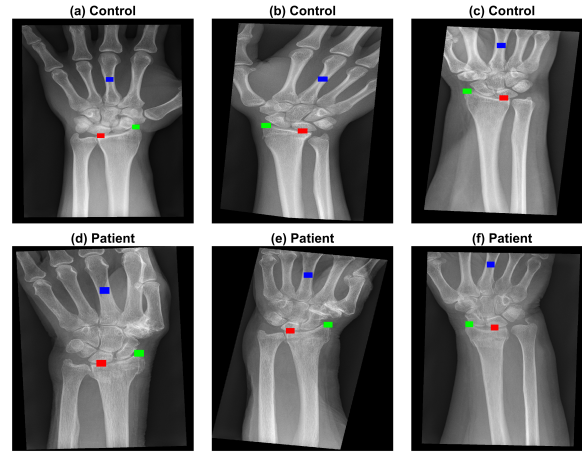 (a) Control
(b) Control
(c) Control
(d) Patient
(e) Patient
(f) Patient